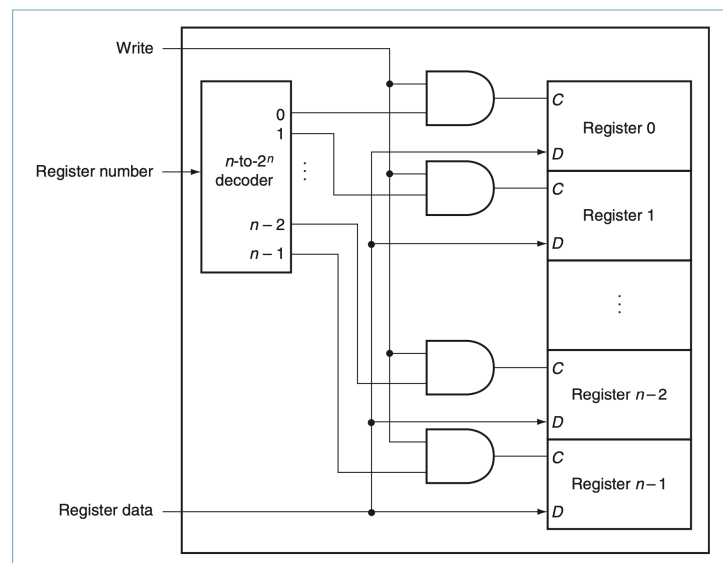 Write
Register number
Register data
n-to-2ⁿ
decoder
0
1
⋮
n – 2
n – 1
C
Register 0
D
C
Register 1
D
⋮
C
Register n – 2
D
C
Register n – 1
D